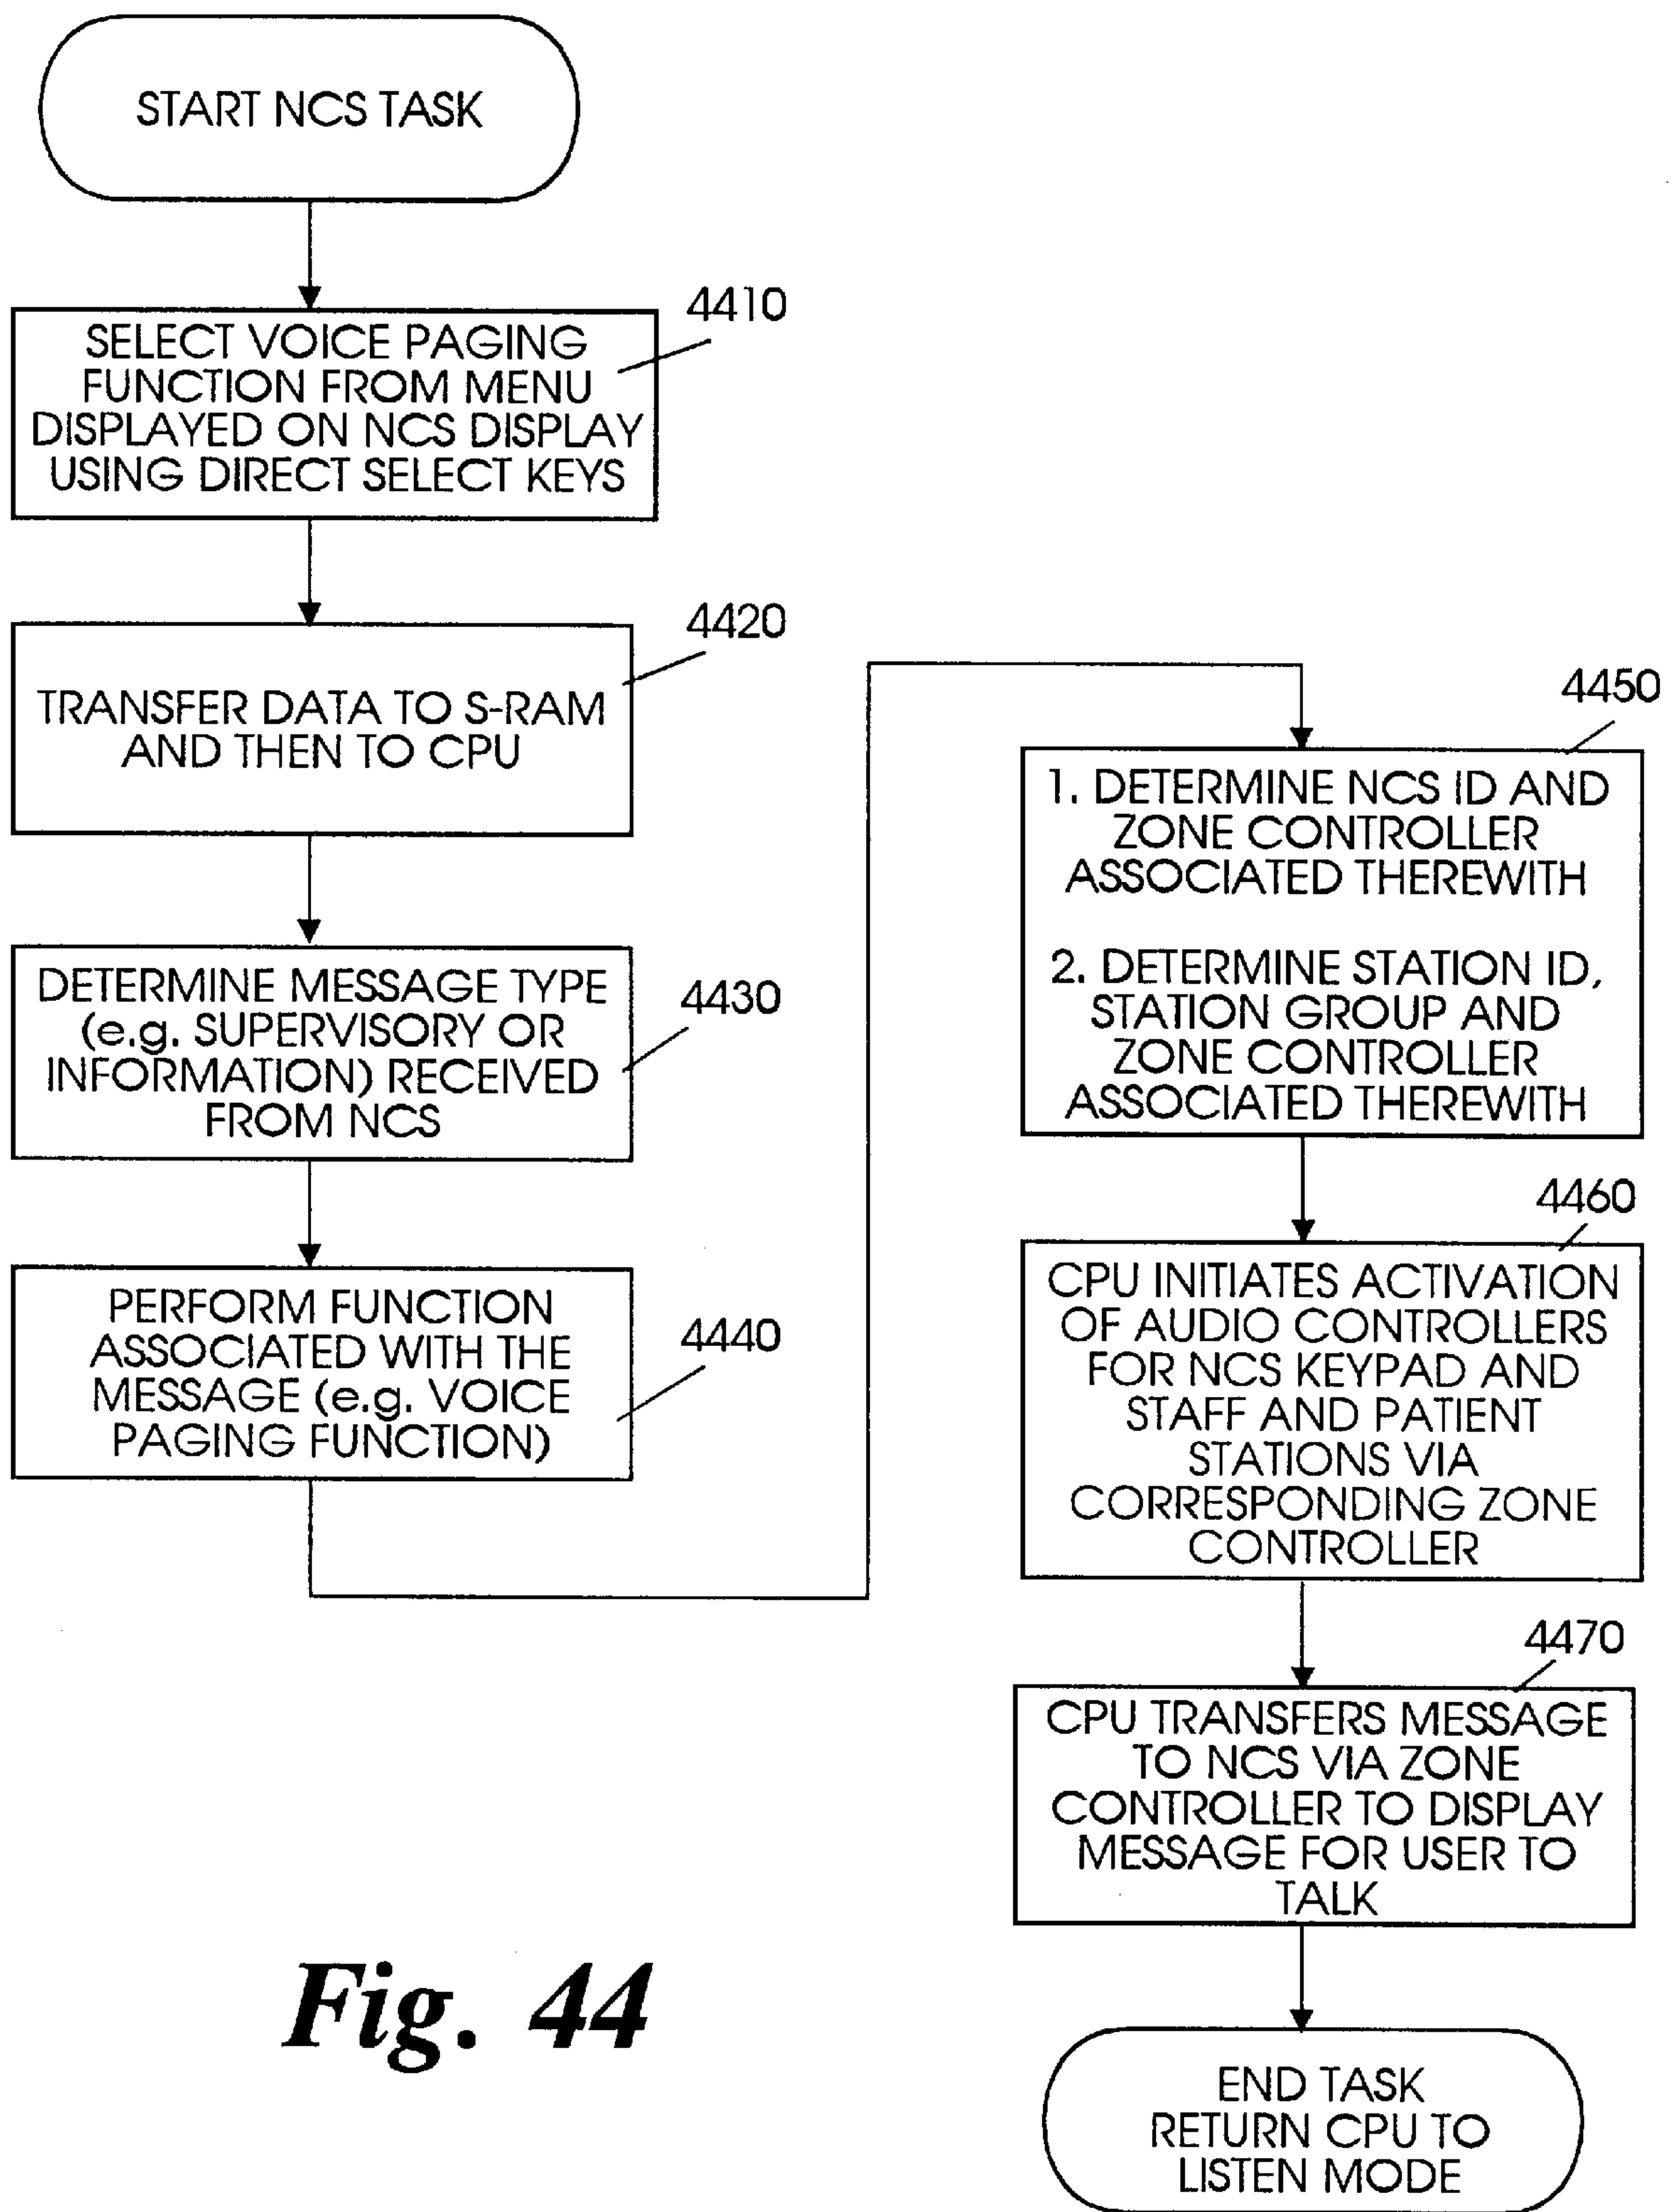 START NCS TASK
4410
SELECT VOICE PAGING
FUNCTION FROM MENU
DISPLAYED ON NCS DISPLAY
USING DIRECT SELECT KEYS
4420
TRANSFER DATA TO S-RAM
AND THEN TO CPU
4430
DETERMINE MESSAGE TYPE
(e.g. SUPERVISORY OR
INFORMATION) RECEIVED
FROM NCS
4440
PERFORM FUNCTION
ASSOCIATED WITH THE
MESSAGE (e.g. VOICE
PAGING FUNCTION)
4450
1. DETERMINE NCS ID AND
ZONE CONTROLLER
ASSOCIATED THEREWITH
2. DETERMINE STATION ID,
STATION GROUP AND
ZONE CONTROLLER
ASSOCIATED THEREWITH
4460
CPU INITIATES ACTIVATION
OF AUDIO CONTROLLERS
FOR NCS KEYPAD AND
STAFF AND PATIENT
STATIONS VIA
CORRESPONDING ZONE
CONTROLLER
4470
CPU TRANSFERS MESSAGE
TO NCS VIA ZONE
CONTROLLER TO DISPLAY
MESSAGE FOR USER TO
TALK
END TASK
RETURN CPU TO
LISTEN MODE
Fig. 44